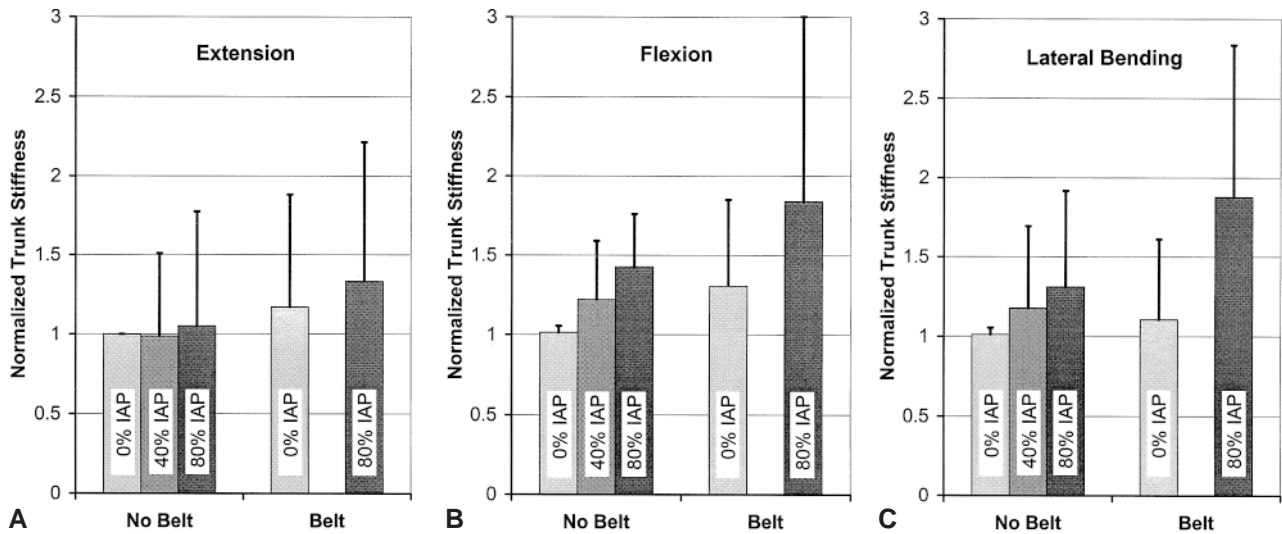 Normalized Trunk Stiffness
3
2.5
2
1.5
1
0.5
0
Extension
0% IAP
40% IAP
80% IAP
0% IAP
80% IAP
No Belt
Belt
A
Normalized Trunk Stiffness
3
2.5
2
1.5
1
0.5
0
Flexion
0% IAP
40% IAP
80% IAP
0% IAP
80% IAP
No Belt
Belt
B
Normalized Trunk Stiffness
3
2.5
2
1.5
1
0.5
0
Lateral Bending
0% IAP
40% IAP
80% IAP
0% IAP
80% IAP
No Belt
Belt
C